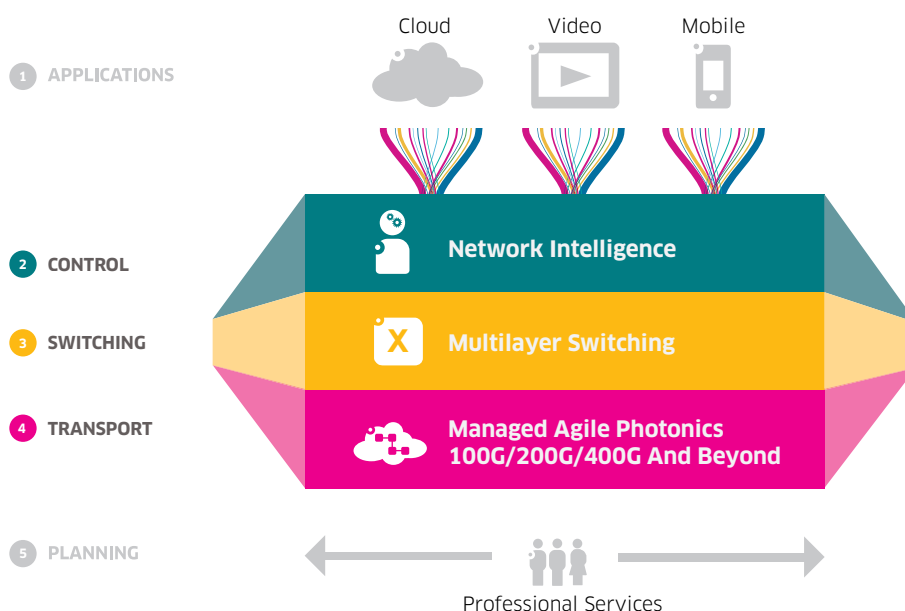 Cloud Video Mobile
1 APPLICATIONS
2 CONTROL
Network Intelligence
3 SWITCHING
X
Multilayer Switching
4 TRANSPORT
Managed Agile Photonics
100G/200G/400G And Beyond
5 PLANNING
Professional Services